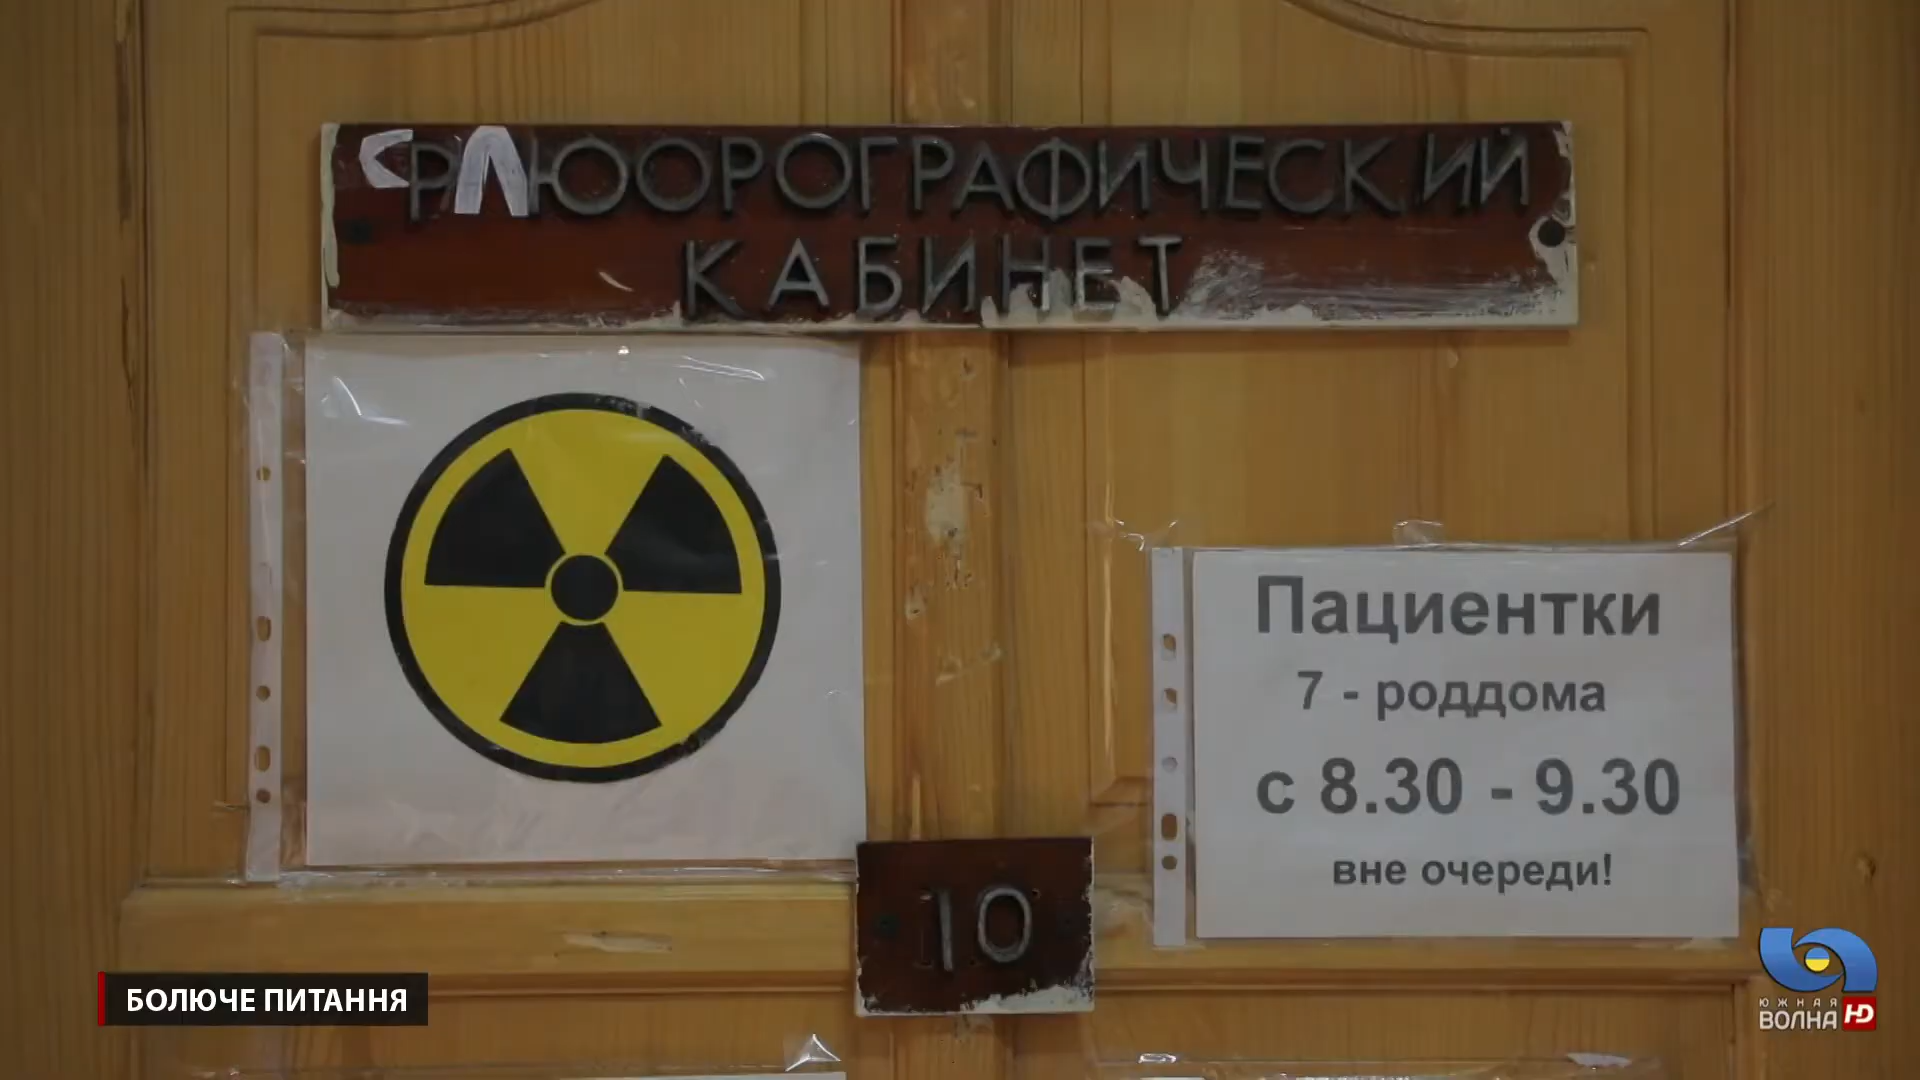 ФЛЮОРОГРАФИЧЕСКИЙ
КАБИНЕТ
Пациентки
7 - роддома
с 8.30 - 9.30
вне очереди!
10
БОЛЮЧЕ ПИТАННЯ
ЮЖНАЯ
ВОЛНА HD